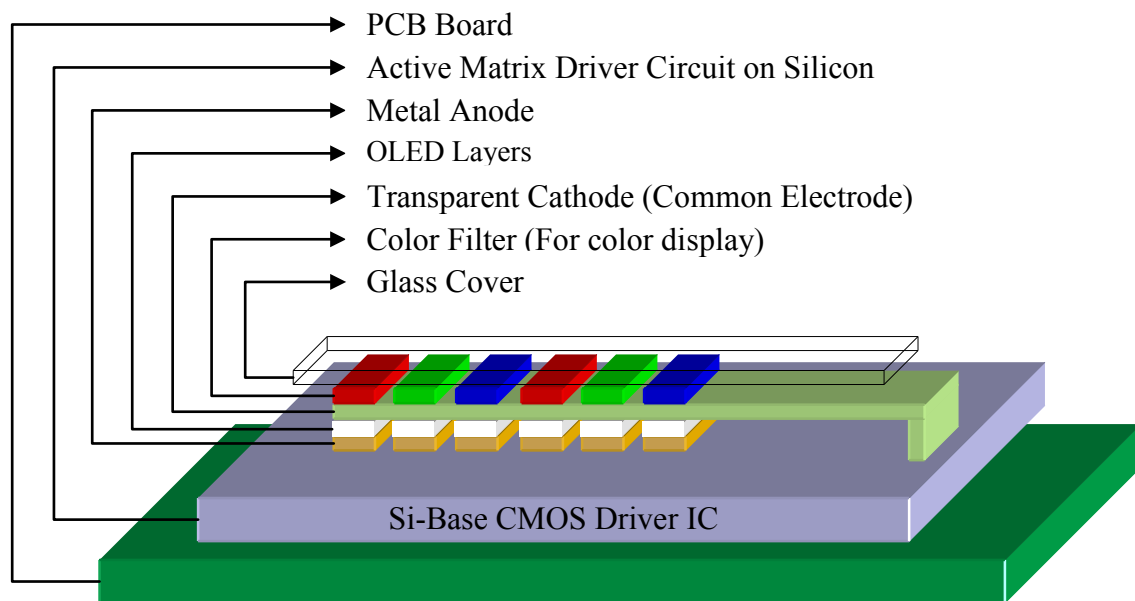 PCB Board
Active Matrix Driver Circuit on Silicon
Metal Anode
OLED Layers
Transparent Cathode (Common Electrode)
Color Filter (For color display)
Glass Cover
Si-Base CMOS Driver IC